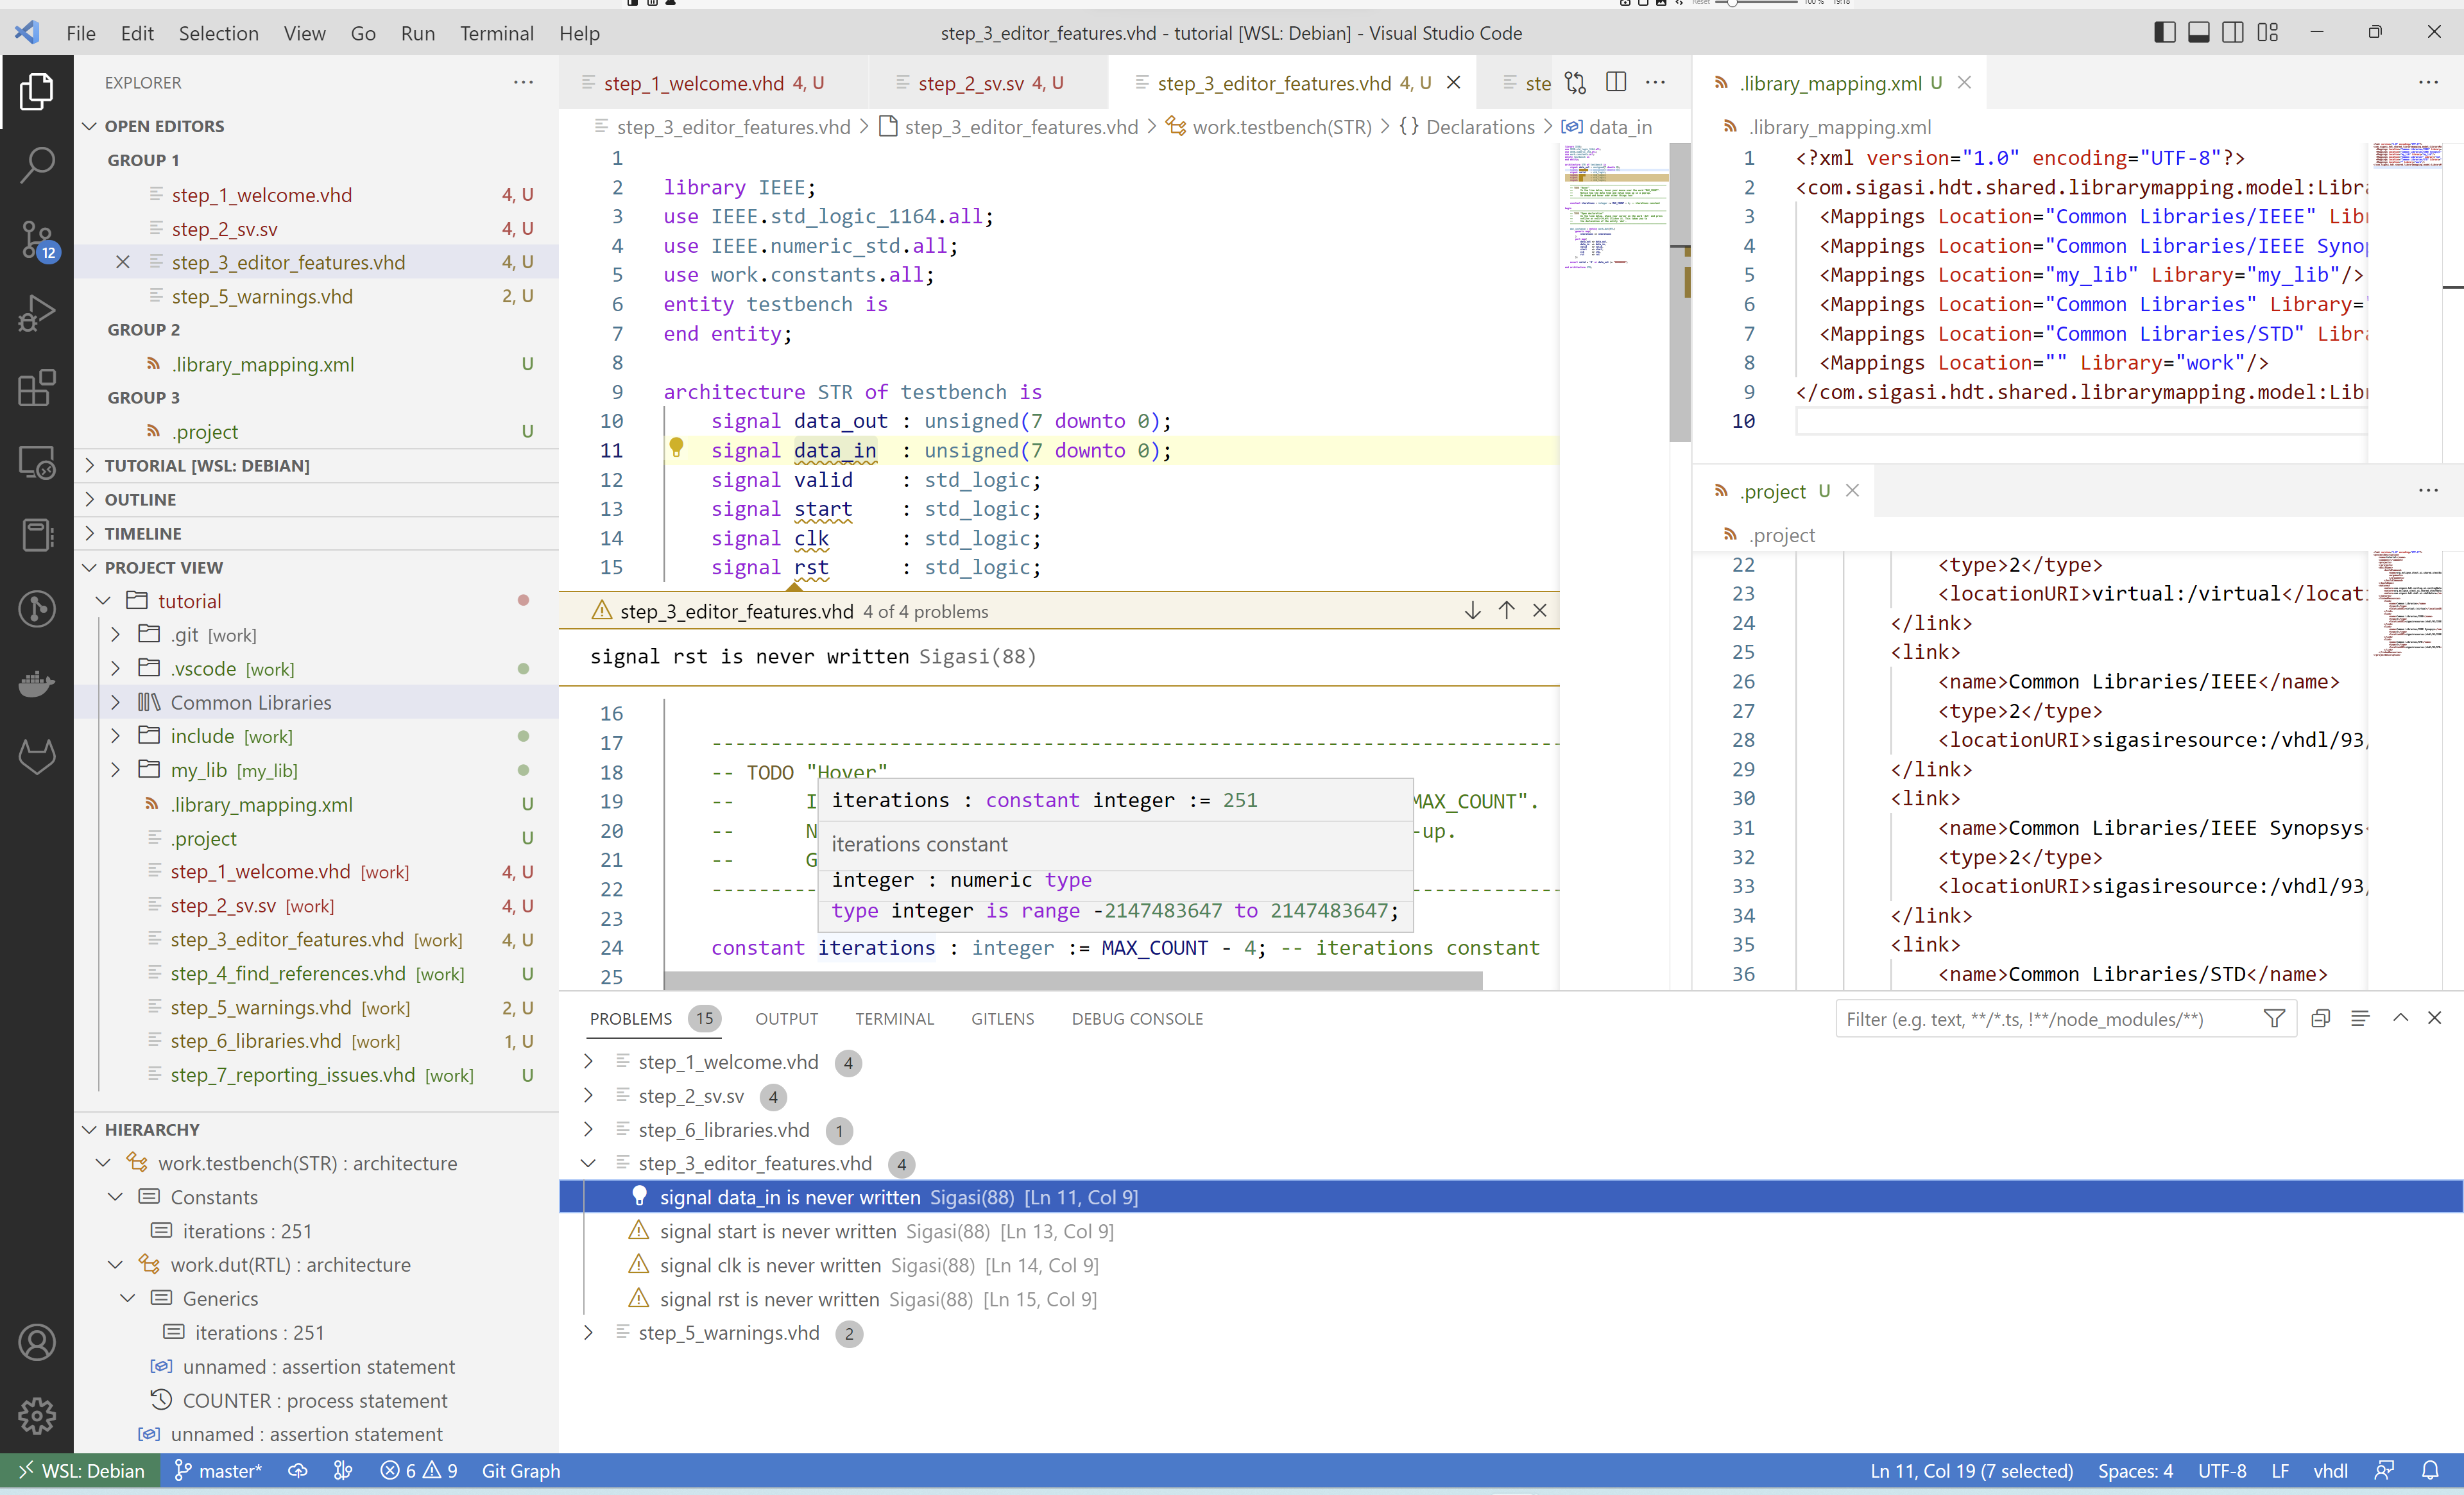 Reset
100 %
19:18
File Edit Selection View Go Run Terminal Help
step_3_editor_features.vhd - tutorial [WSL: Debian] - Visual Studio Code
EXPLORER
OPEN EDITORS
GROUP 1
step_1_welcome.vhd 4, U
step_2_sv.sv 4, U
step_3_editor_features.vhd 4, U
step_5_warnings.vhd 2, U
GROUP 2
.library_mapping.xml U
GROUP 3
.project U
TUTORIAL [WSL: DEBIAN]
OUTLINE
TIMELINE
PROJECT VIEW
tutorial
.git [work]
.vscode [work]
Common Libraries
include [work]
my_lib [my_lib]
.library_mapping.xml U
.project U
step_1_welcome.vhd [work] 4, U
step_2_sv.sv [work] 4, U
step_3_editor_features.vhd [work] 4, U
step_4_find_references.vhd [work] U
step_5_warnings.vhd [work] 2, U
step_6_libraries.vhd [work] 1, U
step_7_reporting_issues.vhd [work] U
HIERARCHY
work.testbench(STR) : architecture
Constants
iterations : 251
work.dut(RTL) : architecture
Generics
iterations : 251
unnamed : assertion statement
COUNTER : process statement
unnamed : assertion statement
12
step_1_welcome.vhd 4, U step_2_sv.sv 4, U step_3_editor_features.vhd 4, U ste
step_3_editor_features.vhd > step_3_editor_features.vhd > work.testbench(STR) > {} Declarations > data_in
1
2 library IEEE;
3 use IEEE.std_logic_1164.all;
4 use IEEE.numeric_std.all;
5 use work.constants.all;
6 entity testbench is
7 end entity;
8
9 architecture STR of testbench is
10 signal data_out : unsigned(7 downto 0);
11 signal data_in : unsigned(7 downto 0);
12 signal valid : std_logic;
13 signal start : std_logic;
14 signal clk : std_logic;
15 signal rst : std_logic;
step_3_editor_features.vhd 4 of 4 problems
signal rst is never written Sigasi(88)
16
17 ------------------------------------------------------------------------
18 -- TODO "Hover"
19 -- I MAX_COUNT".
20 -- N -up.
21 -- G
22 ------------------------------------------------------------------------
23
24 constant iterations : integer := MAX_COUNT - 4; -- iterations constant
25
iterations : constant integer := 251
iterations constant
integer : numeric type
type integer is range -2147483647 to 2147483647;
.library_mapping.xml U
.library_mapping.xml
1 <?xml version="1.0" encoding="UTF-8"?>
2 <com.sigasi.hdt.shared.librarymapping.model:Libra
3 <Mappings Location="Common Libraries/IEEE" Libr
4 <Mappings Location="Common Libraries/IEEE Synop
5 <Mappings Location="my_lib" Library="my_lib"/>
6 <Mappings Location="Common Libraries" Library="
7 <Mappings Location="Common Libraries/STD" Libra
8 <Mappings Location="" Library="work"/>
9 </com.sigasi.hdt.shared.librarymapping.model:Libr
10
.project U
.project
22 <type>2</type>
23 <locationURI>virtual:/virtual</locati
24 </link>
25 <link>
26 <name>Common Libraries/IEEE</name>
27 <type>2</type>
28 <locationURI>sigasiresource:/vhdl/93/
29 </link>
30 <link>
31 <name>Common Libraries/IEEE Synopsys<
32 <type>2</type>
33 <locationURI>sigasiresource:/vhdl/93/
34 </link>
35 <link>
36 <name>Common Libraries/STD</name>
PROBLEMS 15 OUTPUT TERMINAL GITLENS DEBUG CONSOLE
Filter (e.g. text, **/*.ts, !**/node_modules/**)
step_1_welcome.vhd 4
step_2_sv.sv 4
step_6_libraries.vhd 1
step_3_editor_features.vhd 4
signal data_in is never written Sigasi(88) [Ln 11, Col 9]
signal start is never written Sigasi(88) [Ln 13, Col 9]
signal clk is never written Sigasi(88) [Ln 14, Col 9]
signal rst is never written Sigasi(88) [Ln 15, Col 9]
step_5_warnings.vhd 2
WSL: Debian master* 6 9 Git Graph
Ln 11, Col 19 (7 selected) Spaces: 4 UTF-8 LF vhdl